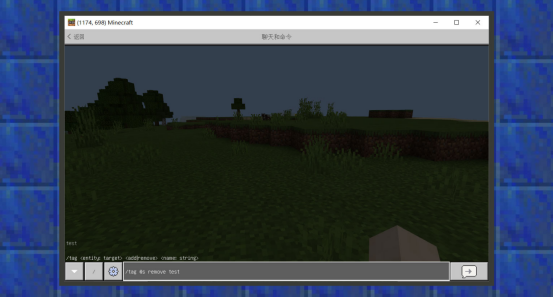 (1174, 698) Minecraft
< 返回
聊天和命令
test
/tag <entity: target> <add|remove> <name: string>
/tag @s remove test